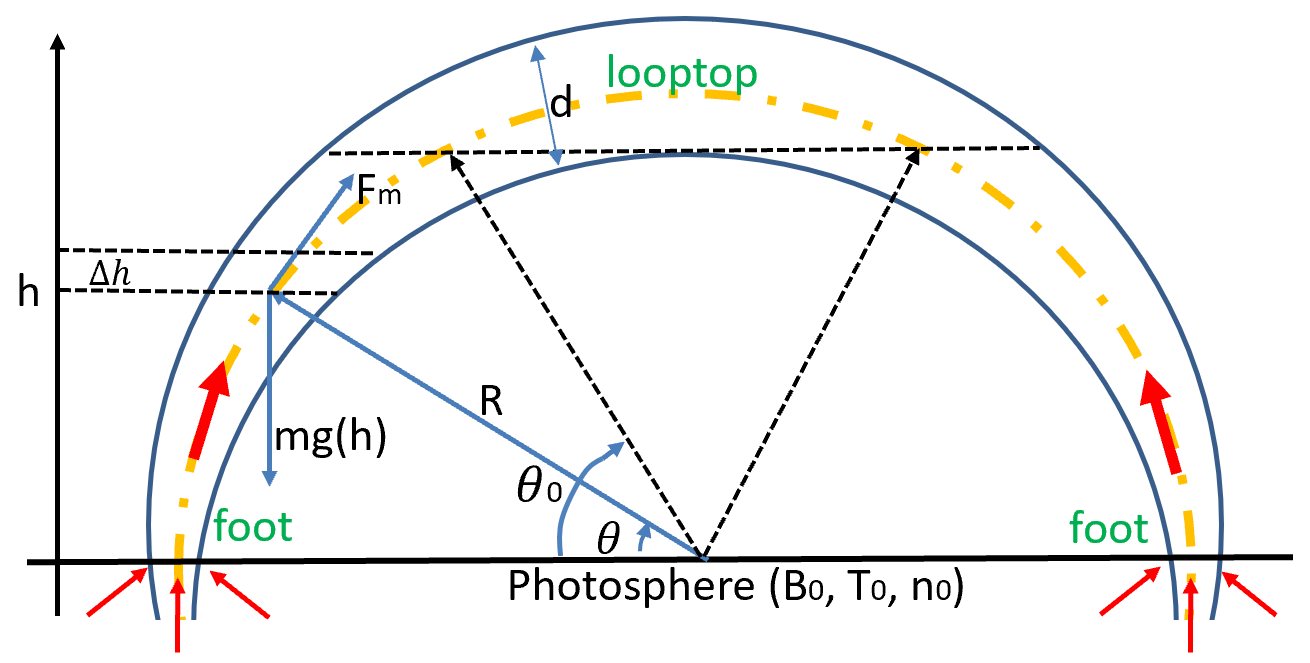 looptop
d
Fm
Δh
h
R
mg(h)
θ0
foot
θ
foot
Photosphere (B0, T0, n0)